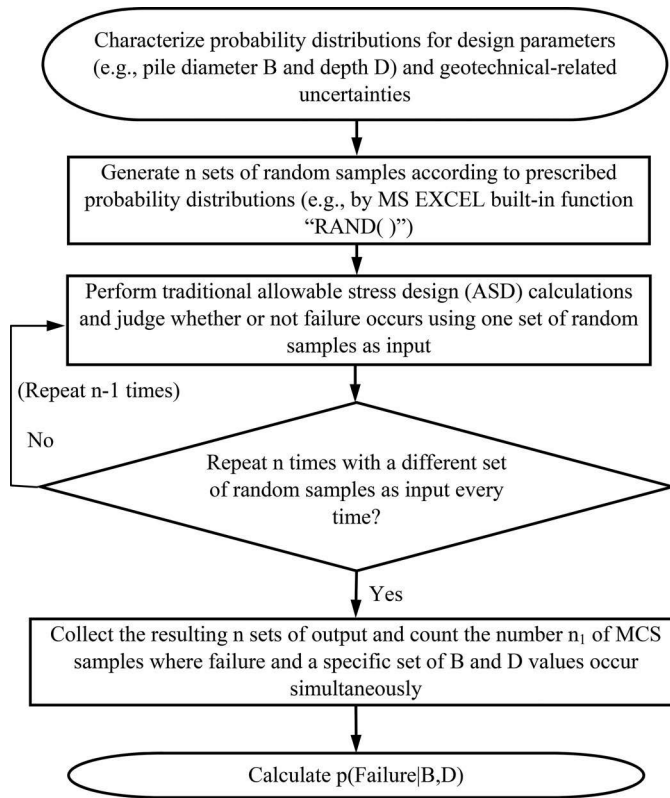 Characterize probability distributions for design parameters
(e.g., pile diameter B and depth D) and geotechnical-related
uncertainties
Generate n sets of random samples according to prescribed
probability distributions (e.g., by MS EXCEL built-in function
“RAND( )”)
Perform traditional allowable stress design (ASD) calculations
and judge whether or not failure occurs using one set of random
samples as input
(Repeat n-1 times)
No
Repeat n times with a different set
of random samples as input every
time?
Yes
Collect the resulting n sets of output and count the number n₁ of MCS
samples where failure and a specific set of B and D values occur
simultaneously
Calculate p(Failure|B,D)